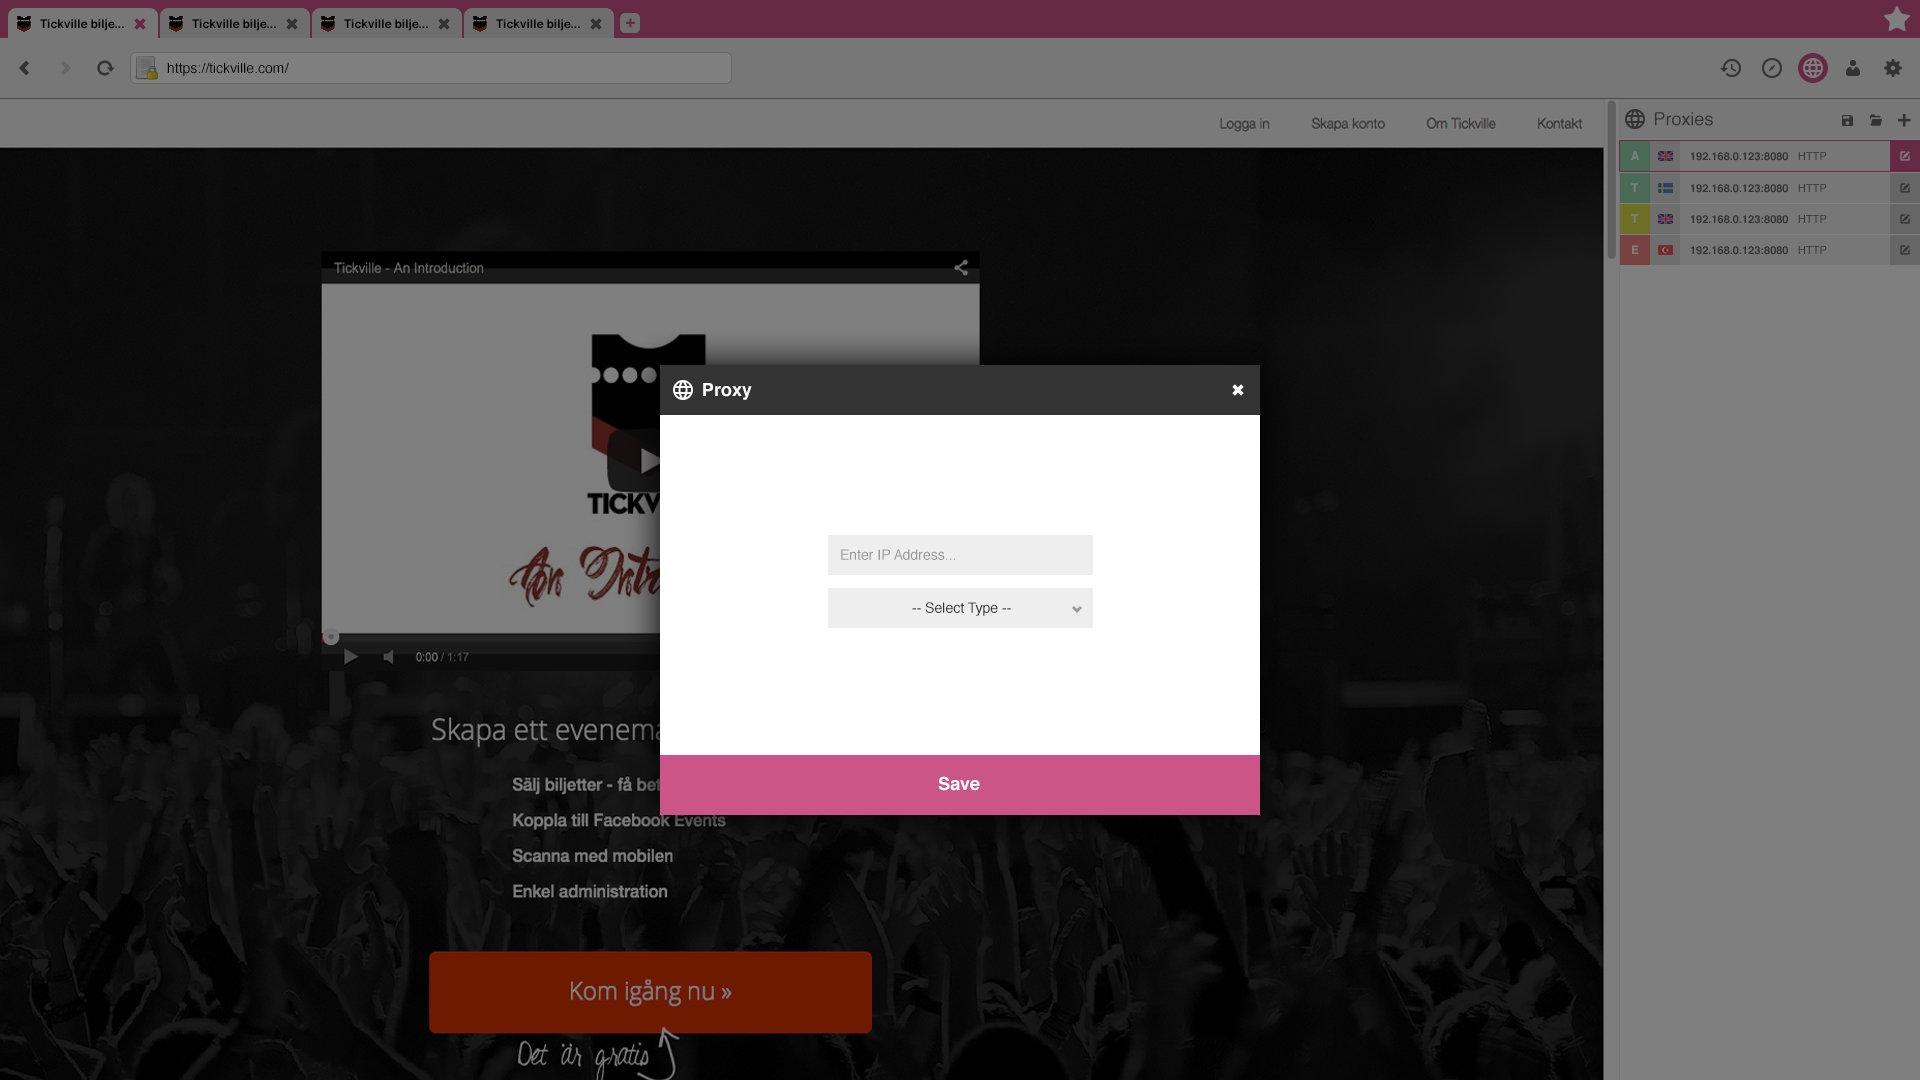 Tickville bilje...
Tickville bilje...
Tickville bilje...
Tickville bilje...
https://tickville.com/
Logga in
Skapa konto
Om Tickville
Kontakt
Proxies
A 192.168.0.123:8080 HTTP
T 192.168.0.123:8080 HTTP
T 192.168.0.123:8080 HTTP
E 192.168.0.123:8080 HTTP
Tickville - An Introduction
TICKV
An Intr
0:00 / 1:17
Proxy
Enter IP Address...
-- Select Type --
Save
Skapa ett evenema
Sälj biljetter - få bet
Koppla till Facebook Events
Scanna med mobilen
Enkel administration
Kom igång nu »
Det är gratis